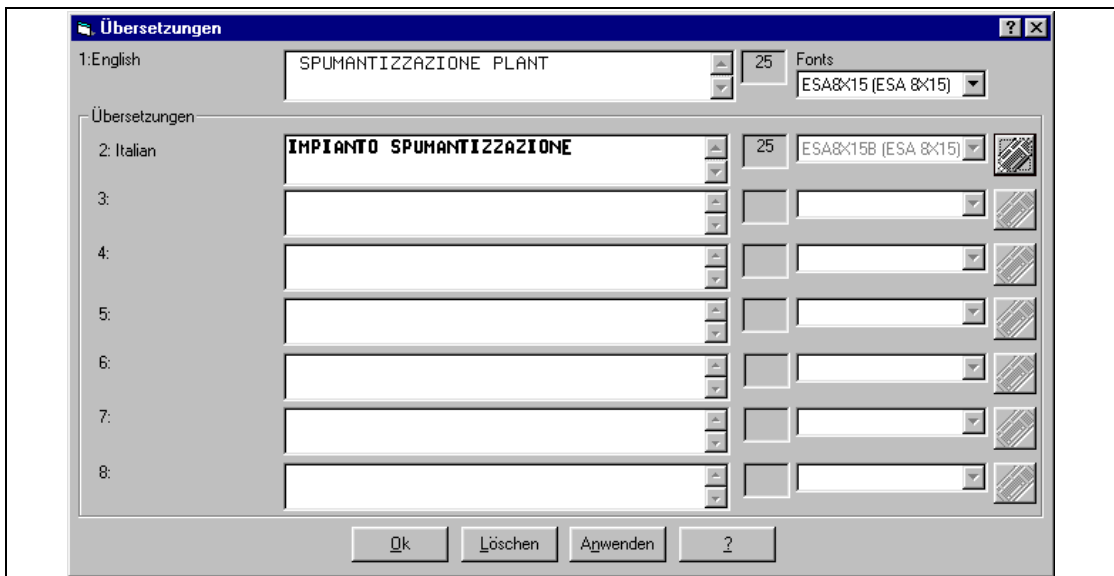 Übersetzungen ? ×
1:English SPUMANTIZZAZIONE PLANT 25 Fonts
ESA8X15 (ESA 8X15)
Übersetzungen
2: Italian IMPIANTO SPUMANTIZZAZIONE 25 ESA8X15B (ESA 8X15)
3:
4:
5:
6:
7:
8:
Ok Löschen Anwenden ?